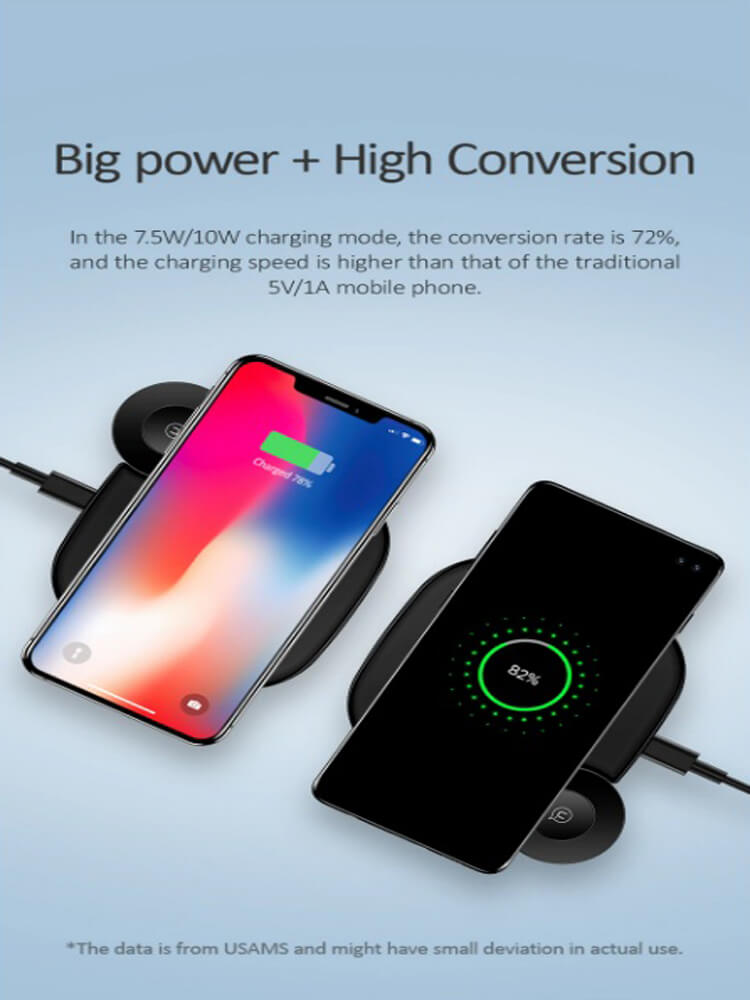 Big power + High Conversion
In the 7.5W/10W charging mode, the conversion rate is 72%,
and the charging speed is higher than that of the traditional
5V/1A mobile phone.
Charged 78%
82%
*The data is from USAMS and might have small deviation in actual use.